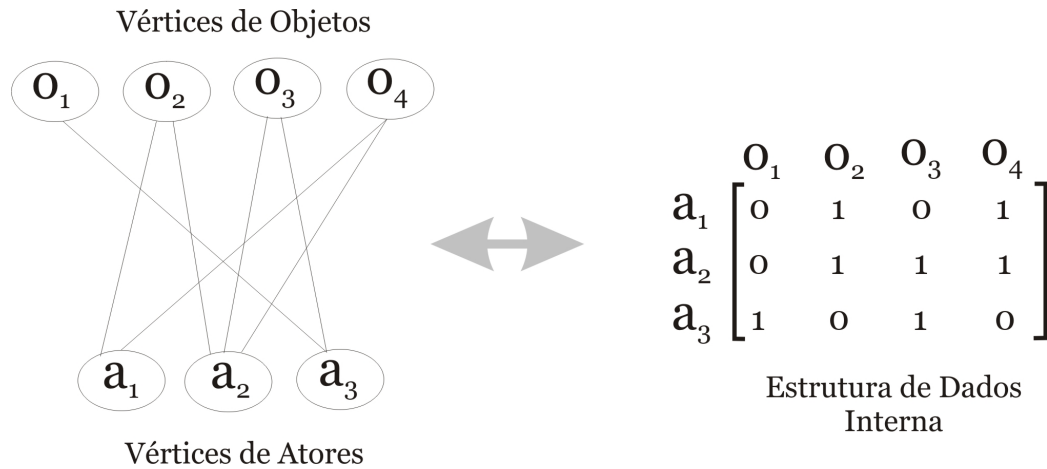 Vértices de Objetos
o₁ o₂ o₃ o₄
a₁ a₂ a₃
Vértices de Atores
o₁ o₂ o₃ o₄
a₁ 0 1 0 1
a₂ 0 1 1 1
a₃ 1 0 1 0
Estrutura de Dados
Interna